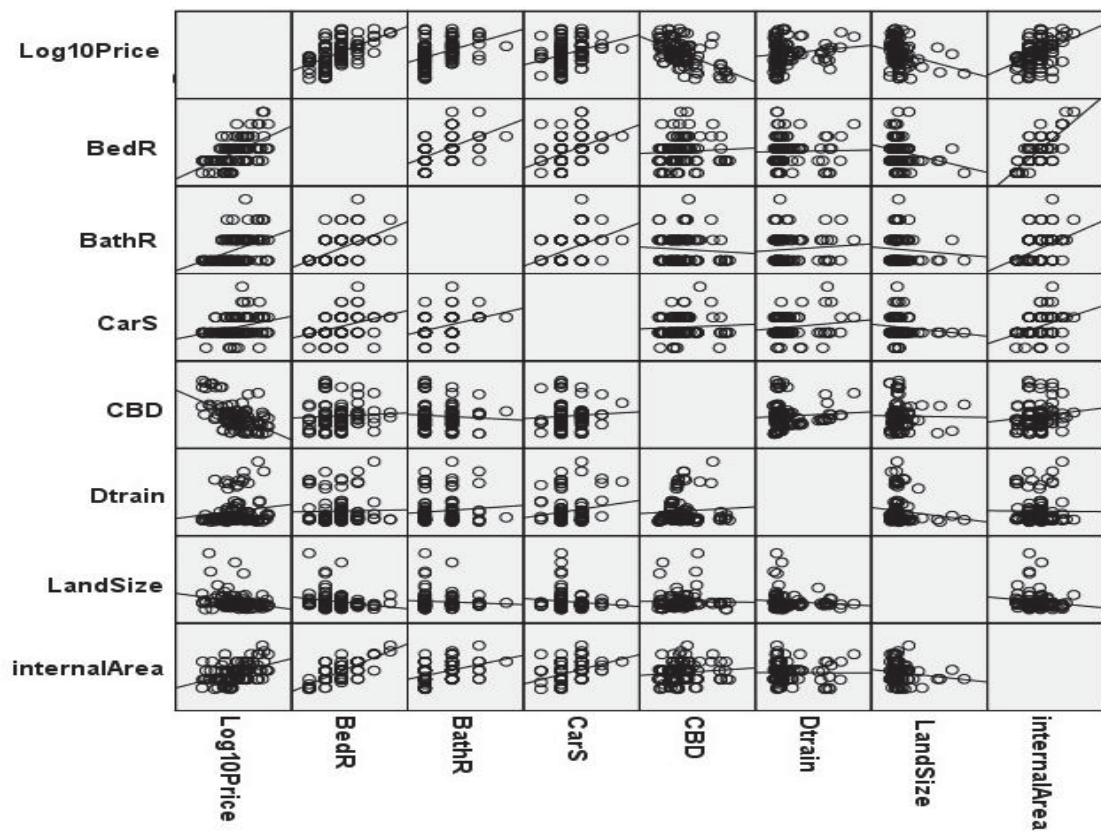 Log10Price
BedR
BathR
CarS
CBD
Dtrain
LandSize
internalArea
Log10Price
BedR
BathR
CarS
CBD
Dtrain
LandSize
internalArea